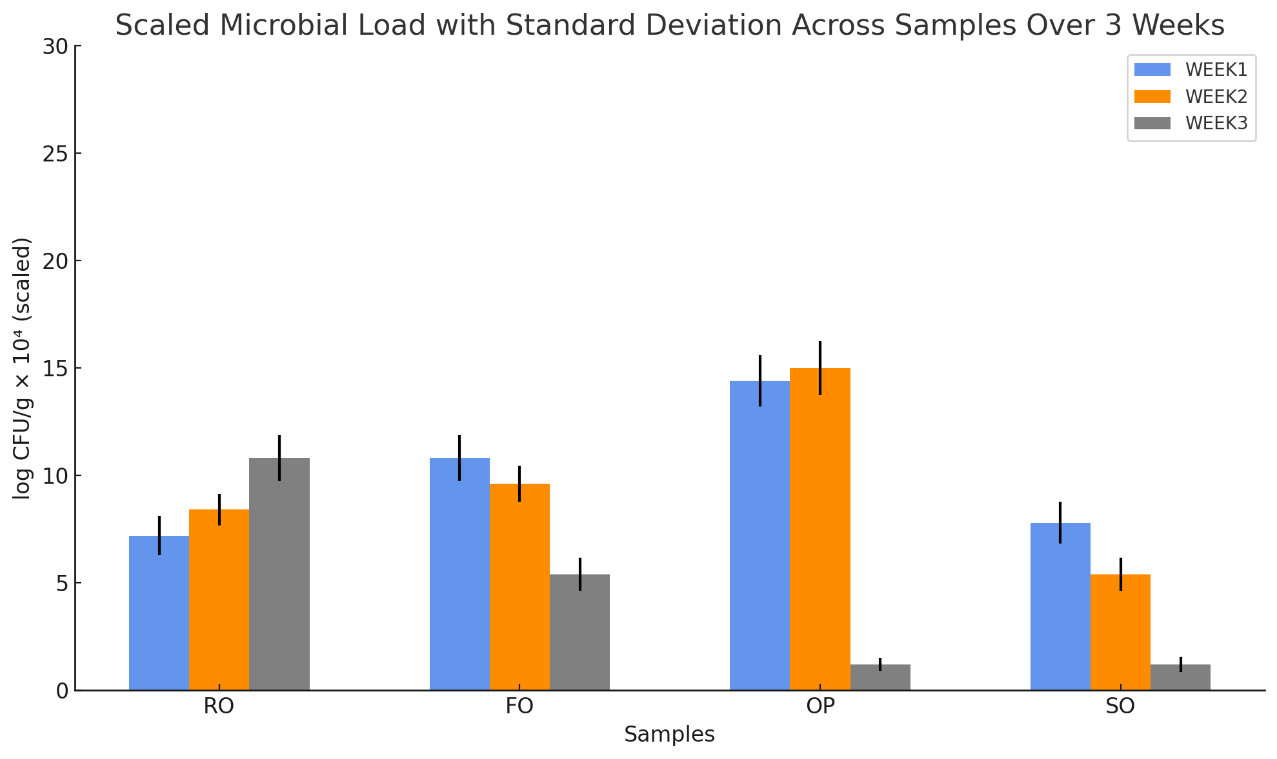 Scaled Microbial Load with Standard Deviation Across Samples Over 3 Weeks
WEEK1
WEEK2
WEEK3
log CFU/g × 10⁴ (scaled)
30
25
20
15
10
5
0
RO FO OP SO
Samples